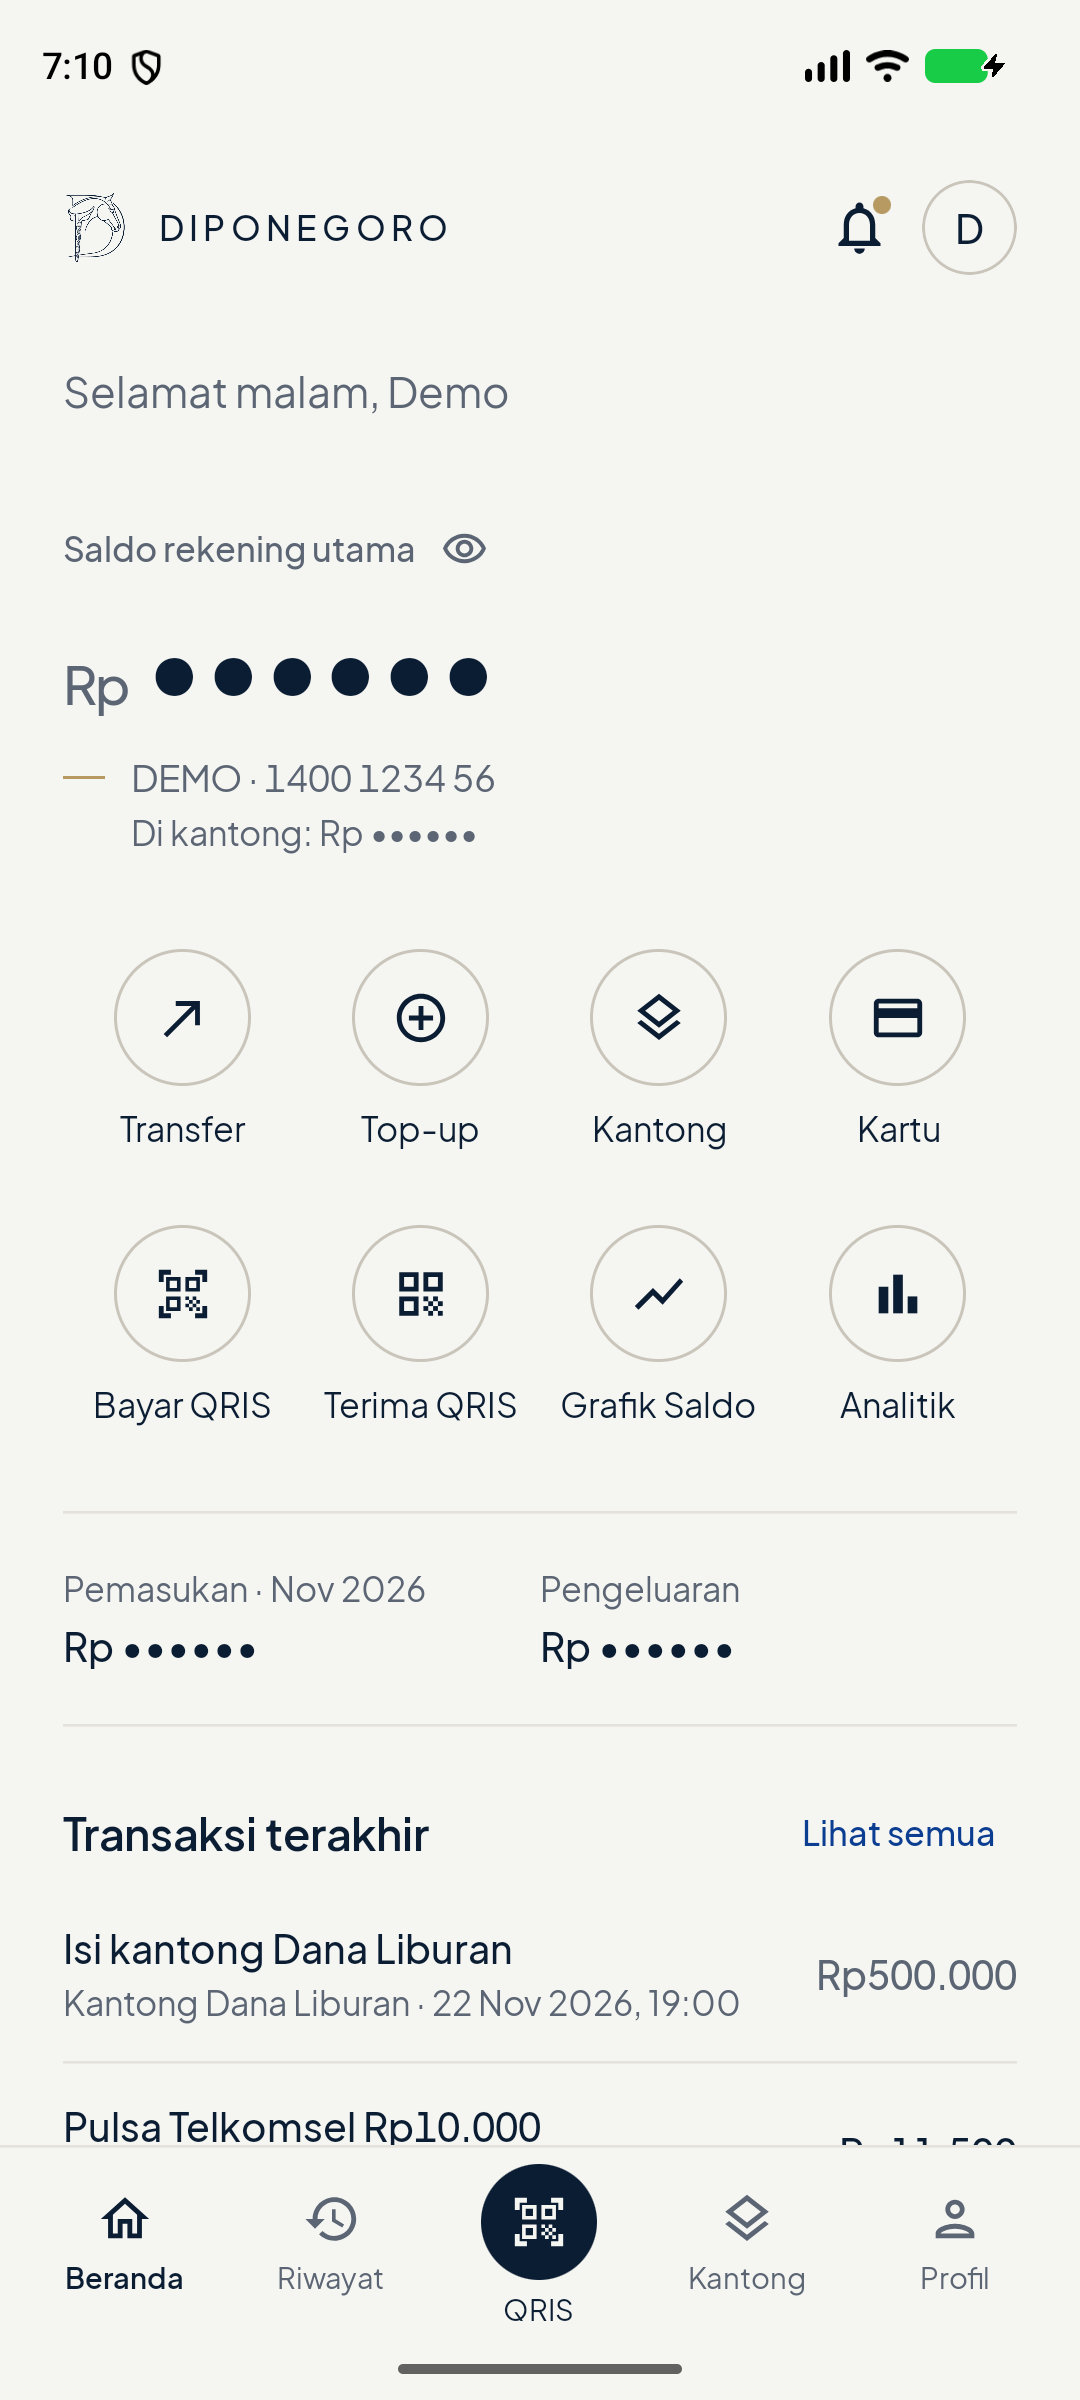 7:10
DIPONEGORO
D
Selamat malam, Demo
Saldo rekening utama
Rp ●●●●●●
DEMO · 1400 1234 56
Di kantong: Rp ••••••
Transfer
Top-up
Kantong
Kartu
Bayar QRIS
Terima QRIS
Grafik Saldo
Analitik
Pemasukan · Nov 2026
Pengeluaran
Rp ••••••
Rp ••••••
Transaksi terakhir
Lihat semua
Isi kantong Dana Liburan
Rp500.000
Kantong Dana Liburan · 22 Nov 2026, 19:00
Pulsa Telkomsel Rp10.000
Beranda
Riwayat
QRIS
Kantong
Profil